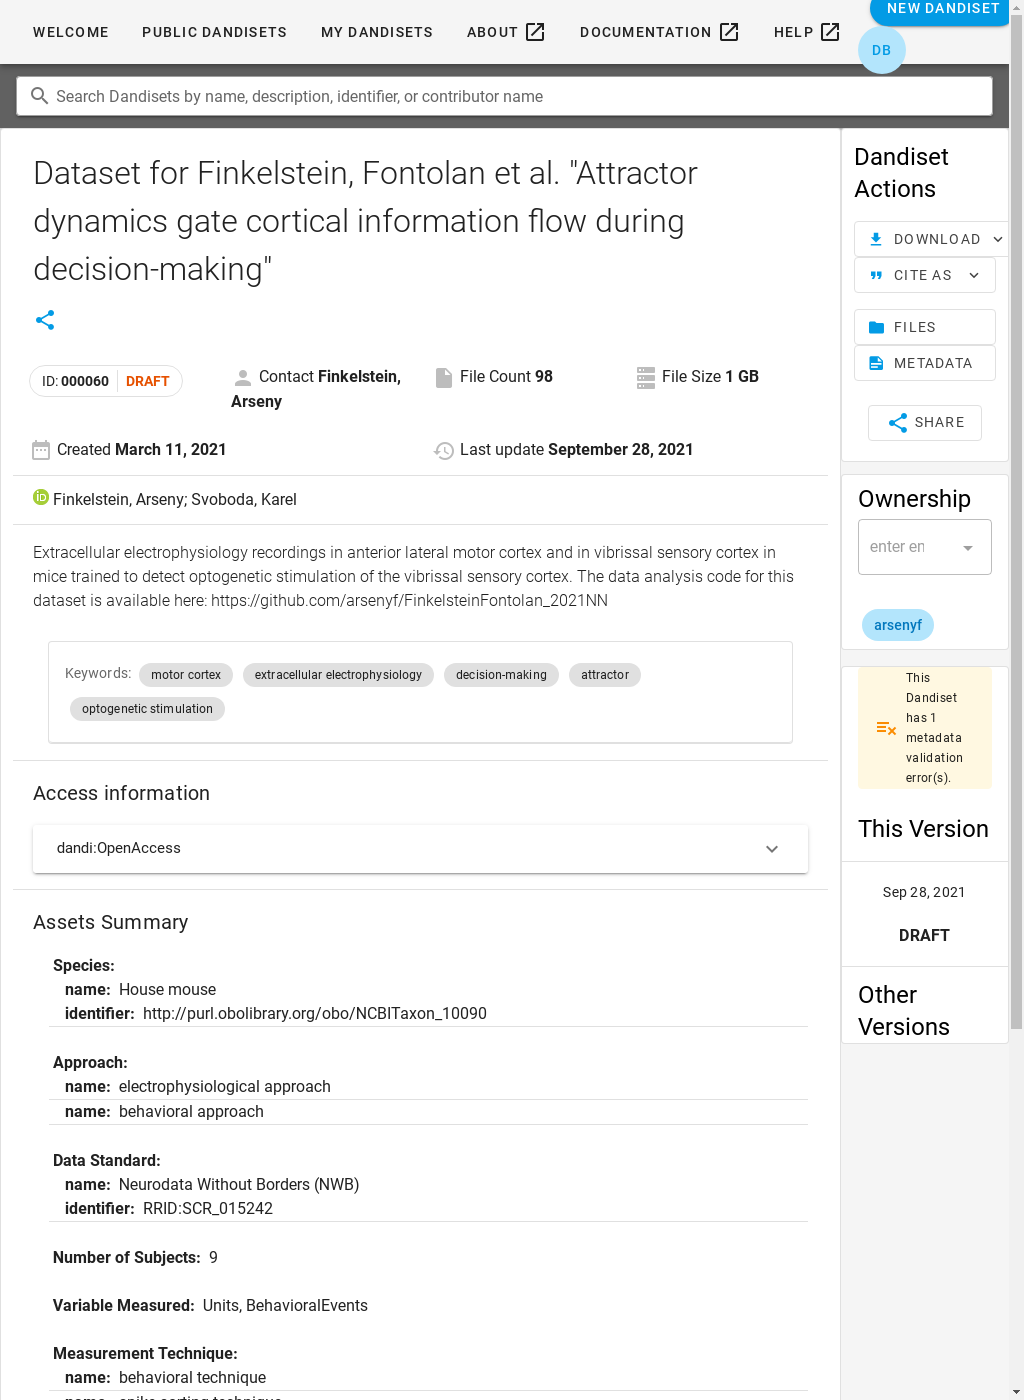 WELCOME
PUBLIC DANDISETS
MY DANDISETS
ABOUT
DOCUMENTATION
HELP
NEW DANDISET
DB
Search Dandisets by name, description, identifier, or contributor name
Dataset for Finkelstein, Fontolan et al. "Attractor
dynamics gate cortical information flow during
decision-making"
ID: 000060 DRAFT
Contact Finkelstein,
Arseny
File Count 98
File Size 1 GB
Created March 11, 2021
Last update September 28, 2021
iD Finkelstein, Arseny; Svoboda, Karel
Extracellular electrophysiology recordings in anterior lateral motor cortex and in vibrissal sensory cortex in
mice trained to detect optogenetic stimulation of the vibrissal sensory cortex. The data analysis code for this
dataset is available here: https://github.com/arsenyf/FinkelsteinFontolan_2021NN
Keywords: motor cortex extracellular electrophysiology decision-making attractor
optogenetic stimulation
Access information
dandi:OpenAccess
Assets Summary
Species:
name: House mouse
identifier: http://purl.obolibrary.org/obo/NCBITaxon_10090
Approach:
name: electrophysiological approach
name: behavioral approach
Data Standard:
name: Neurodata Without Borders (NWB)
identifier: RRID:SCR_015242
Number of Subjects: 9
Variable Measured: Units, BehavioralEvents
Measurement Technique:
name: behavioral technique
name: spike sorting technique
Dandiset
Actions
DOWNLOAD
CITE AS
FILES
METADATA
SHARE
Ownership
enter en
arsenyf
This
Dandiset
has 1
metadata
validation
error(s).
This Version
Sep 28, 2021
DRAFT
Other
Versions